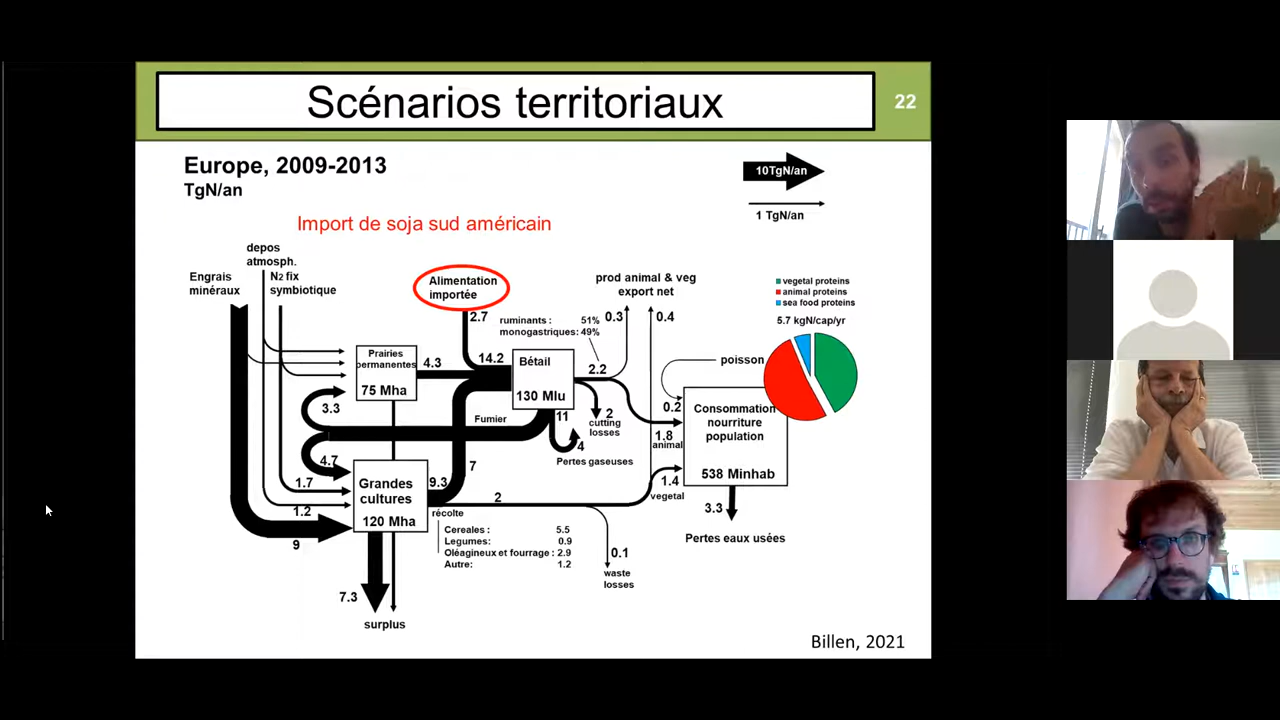 Scénarios territoriaux
22
Europe, 2009-2013
TgN/an
10TgN/an
1 TgN/an
Import de soja sud américain
depos
atmosph.
Engrais
minéraux
N2 fix
symbiotique
Alimentation
importée
2.7
prod animal & veg
export net
ruminants : 51%
monogastriques: 49%
0.3
0.4
vegetal proteins
animal proteins
sea food proteins
5.7 kgN/cap/yr
Prairies
permanentes
75 Mha
4.3
14.2
Bétail
130 Mlu
2.2
poisson
3.3
Fumier
11
2
cutting
losses
4
Pertes gaseuses
0.2
1.8
animal
Consommation
nourriture
population
538 Minhab
4.7
7
1.7
1.2
9
Grandes
cultures
120 Mha
9.3
récolte
2
1.4
vegetal
3.3
Pertes eaux usées
Cereales : 5.5
Legumes: 0.9
Oléagineux et fourrage : 2.9
Autre: 1.2
0.1
waste
losses
7.3
surplus
Billen, 2021